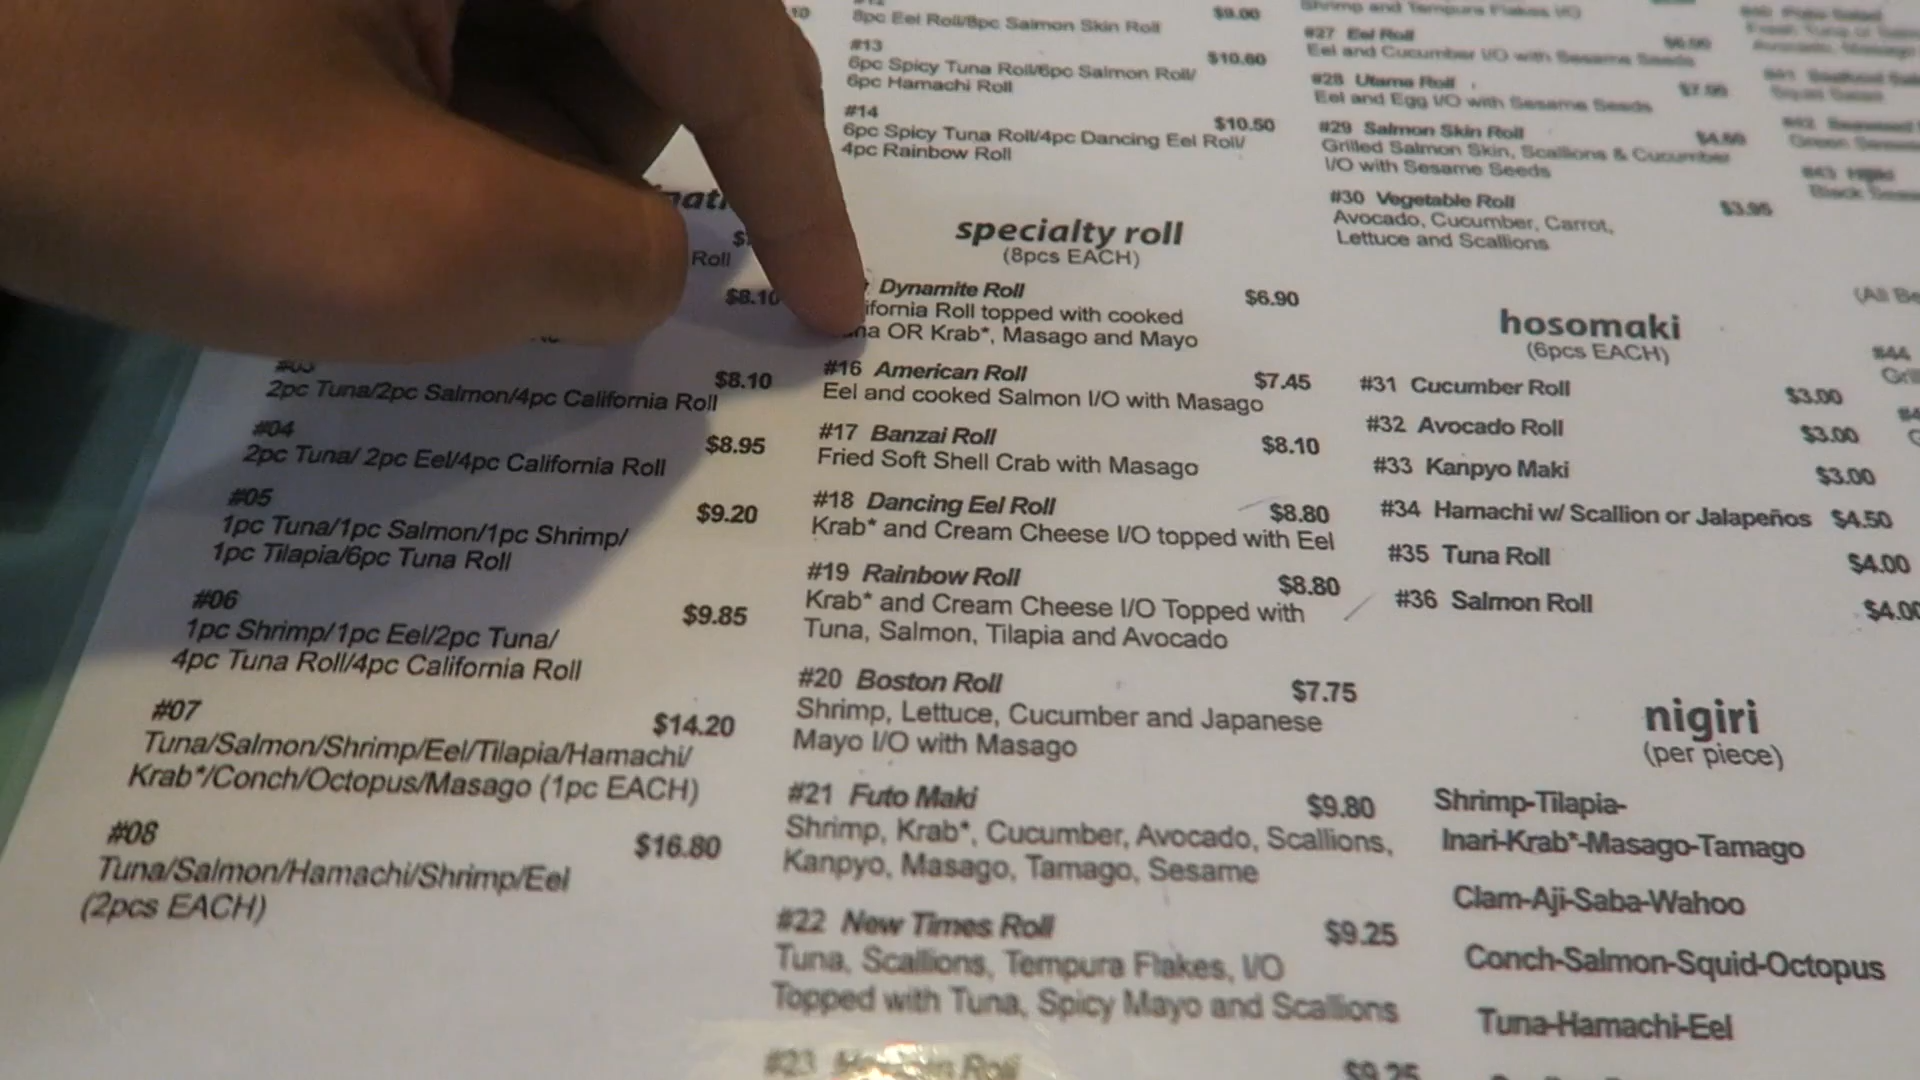 8pc Eel Roll/8pc Salmon Skin Roll
$9.00
#13
6pc Spicy Tuna Roll/6pc Salmon Roll/
6pc Hamachi Roll
$10.60
#14
6pc Spicy Tuna Roll/4pc Dancing Eel Roll/
4pc Rainbow Roll
$10.50
Roll
$8.10
$8.10
2pc Tuna/2pc Salmon/4pc California Roll
#04
$8.95
2pc Tuna/ 2pc Eel/4pc California Roll
#05
$9.20
1pc Tuna/1pc Salmon/1pc Shrimp/
1pc Tilapia/6pc Tuna Roll
#06
$9.85
1pc Shrimp/1pc Eel/2pc Tuna/
4pc Tuna Roll/4pc California Roll
#07
$14.20
Tuna/Salmon/Shrimp/Eel/Tilapia/Hamachi/
Krab*/Conch/Octopus/Masago (1pc EACH)
#08
$16.80
Tuna/Salmon/Hamachi/Shrimp/Eel
(2pcs EACH)
specialty roll
(8pcs EACH)
Dynamite Roll $6.90
ifornia Roll topped with cooked
na OR Krab*, Masago and Mayo
#16 American Roll $7.45
Eel and cooked Salmon I/O with Masago
#17 Banzai Roll $8.10
Fried Soft Shell Crab with Masago
#18 Dancing Eel Roll $8.80
Krab* and Cream Cheese I/O topped with Eel
#19 Rainbow Roll $8.80
Krab* and Cream Cheese I/O Topped with
Tuna, Salmon, Tilapia and Avocado
#20 Boston Roll $7.75
Shrimp, Lettuce, Cucumber and Japanese
Mayo I/O with Masago
#21 Futo Maki $9.80
Shrimp, Krab*, Cucumber, Avocado, Scallions,
Kanpyo, Masago, Tamago, Sesame
#22 New Times Roll $9.25
Tuna, Scallions, Tempura Flakes, I/O
Topped with Tuna, Spicy Mayo and Scallions
#23 Roll $9.25
Shrimp and Tempura Flakes I/O
#27 Eel Roll
Eel and Cucumber I/O with Sesame Seeds
#28 Utama Roll
Eel and Egg I/O with Sesame Seeds
#29 Salmon Skin Roll
Grilled Salmon Skin, Scallions & Cucumber
I/O with Sesame Seeds
#30 Vegetable Roll $3.95
Avocado, Cucumber, Carrot,
Lettuce and Scallions
hosomaki
(6pcs EACH)
#31 Cucumber Roll $3.00
#32 Avocado Roll $3.00
#33 Kanpyo Maki $3.00
#34 Hamachi w/ Scallion or Jalapeños $4.50
#35 Tuna Roll $4.00
#36 Salmon Roll $4.00
nigiri
(per piece)
Shrimp-Tilapia-
Inari-Krab*-Masago-Tamago
Clam-Aji-Saba-Wahoo
Conch-Salmon-Squid-Octopus
Tuna-Hamachi-Eel
(All Be
#44